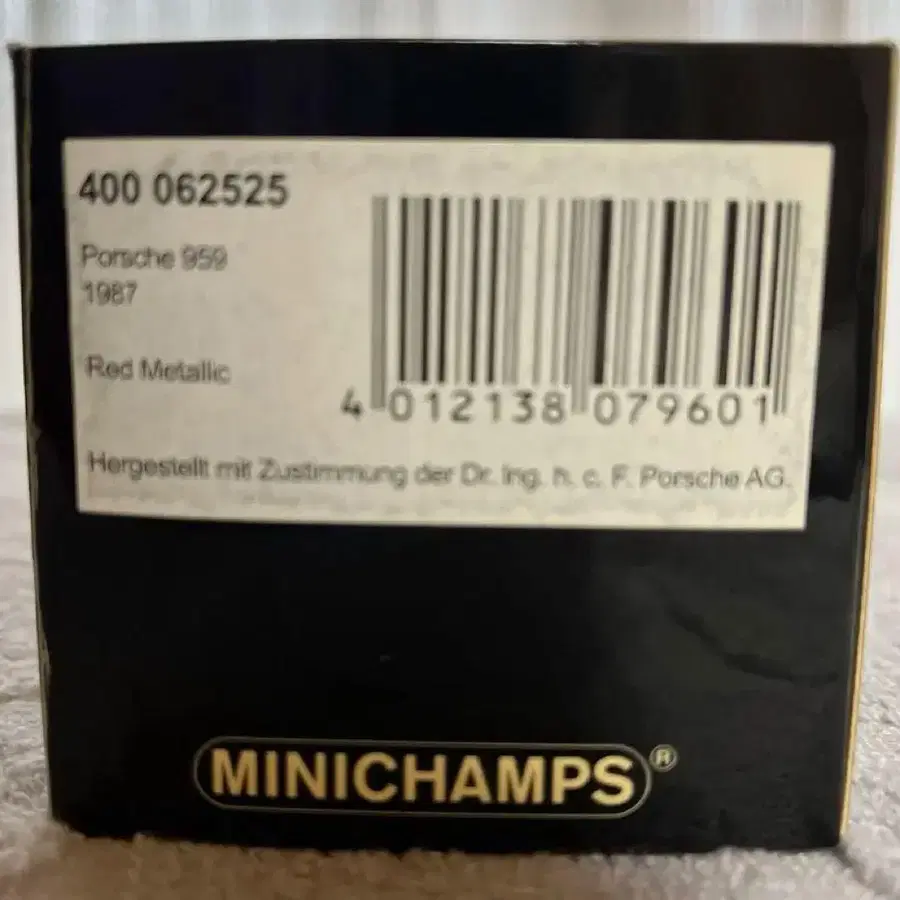 400 062525
Porsche 959
1987
Red Metallic
4 012138 079601
Hergestellt mit Zustimmung der Dr. Ing. h. c. F. Porsche AG.
MINICHAMPS®